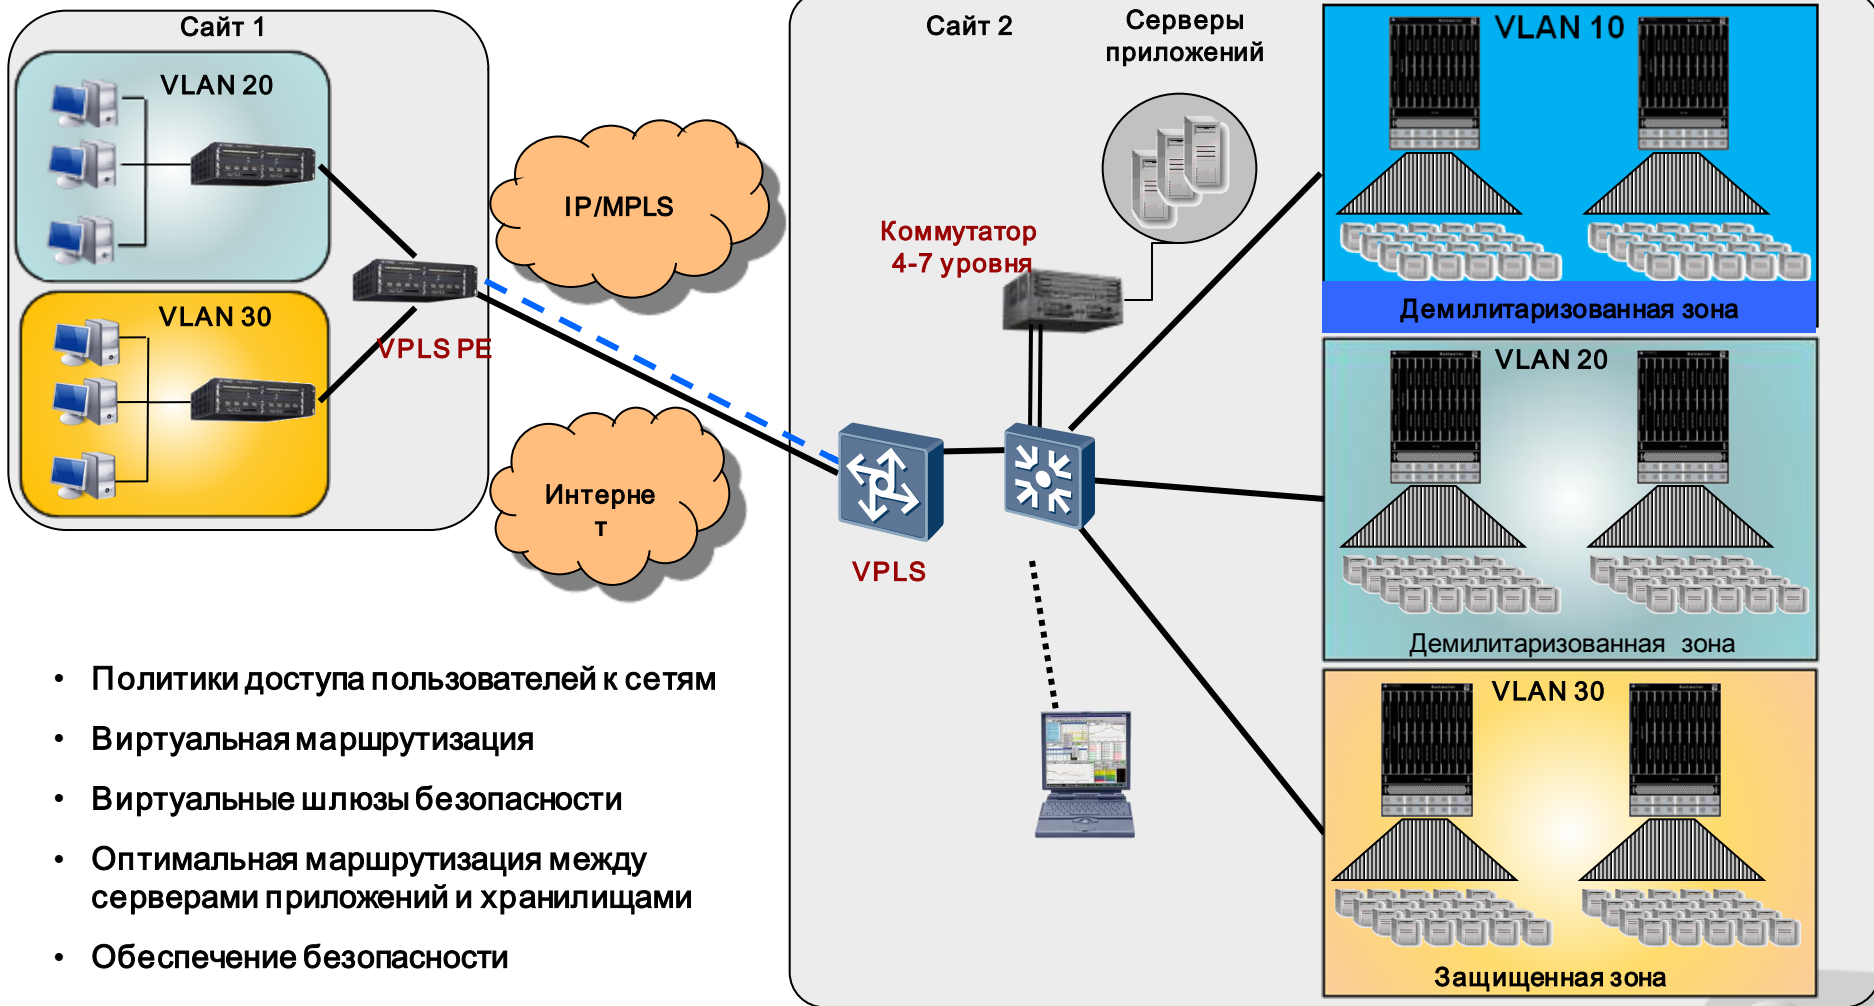 Сайт 1
VLAN 20
VLAN 30
VPLS PE
IP/MPLS
Интерне
т
Сайт 2
Серверы
приложений
Коммутатор
4-7 уровня
VPLS
VLAN 10
Демилитаризованная зона
VLAN 20
Демилитаризованная зона
VLAN 30
Защищенная зона
• Политики доступа пользователей к сетям
• Виртуальная маршрутизация
• Виртуальные шлюзы безопасности
• Оптимальная маршрутизация между
серверами приложений и хранилищами
• Обеспечение безопасности